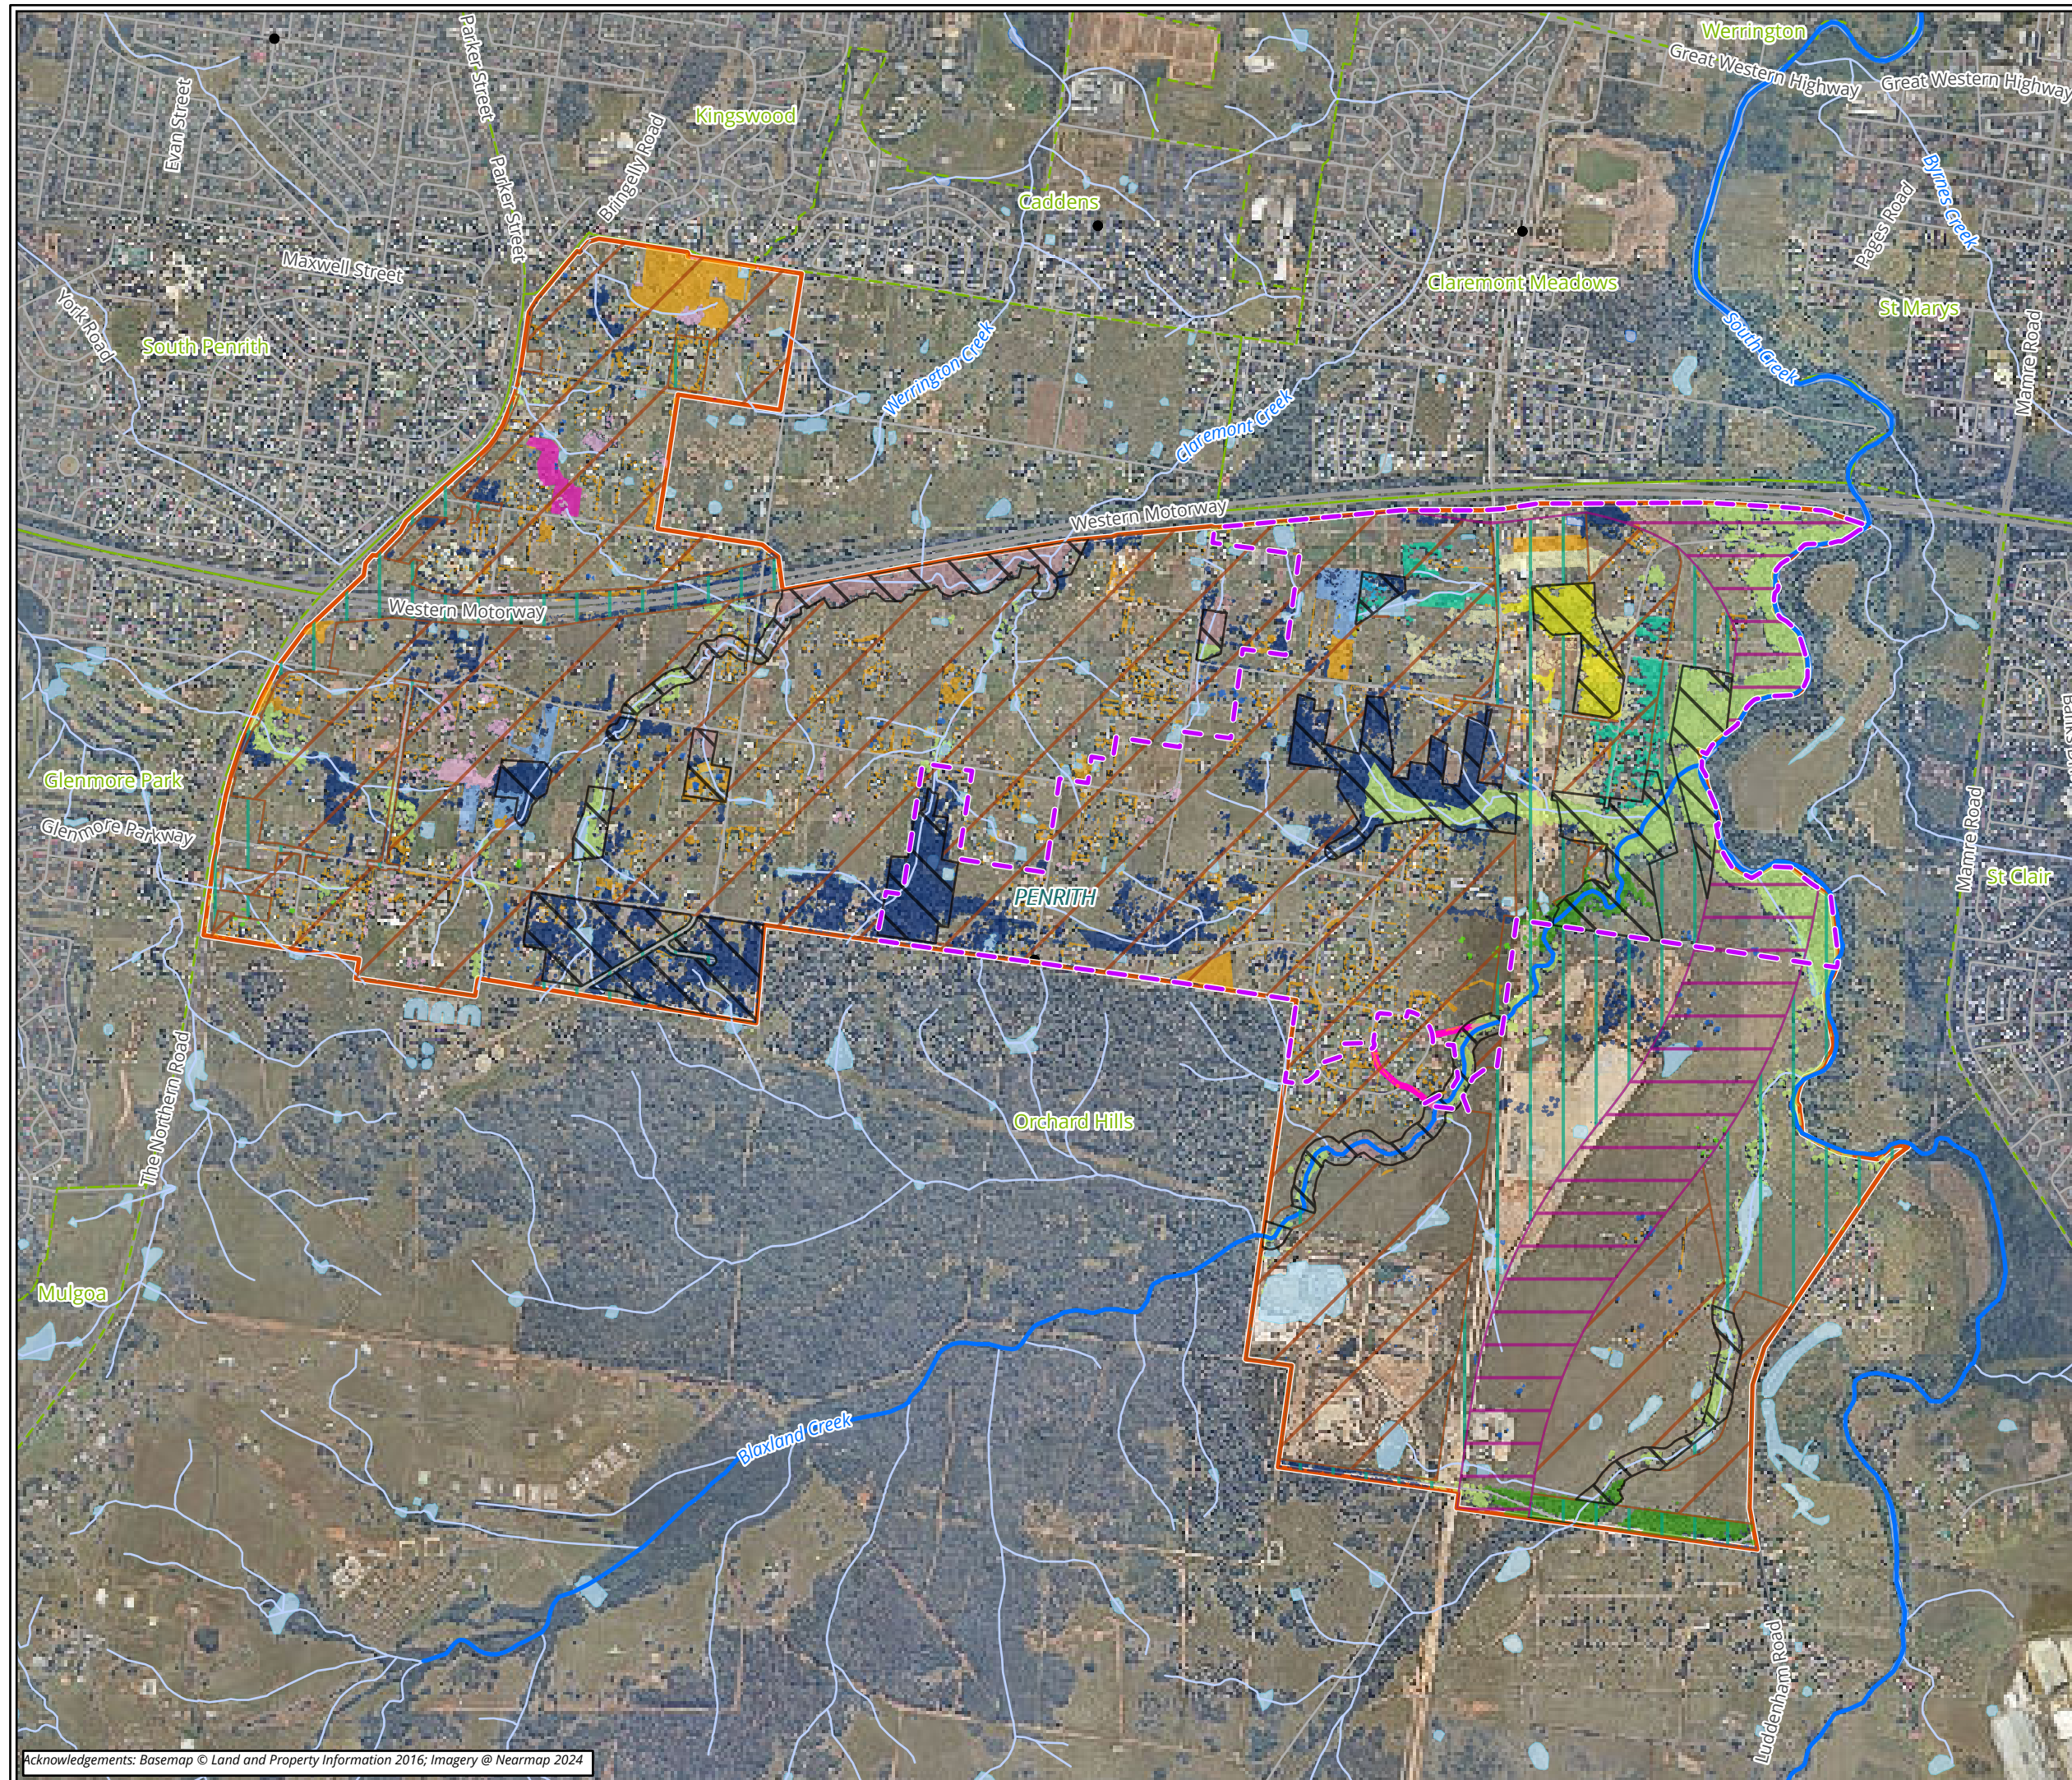 Werrington
Great Western Highway
Great Western Highway
Parker Street
Evan Street
Kingswood
Bringelly Road
Parker Street
Byrnes Creek
Pages Road
Caddens
Maxwell Street
Claremont Meadows
St Marys
York Road
South Penrith
South Creek
Mamre Road
Werrington Creek
Claremont Creek
Western Motorway
Western Motorway
Glenmore Park
Glenmore Parkway
Mamre Road
St Clair
PENRITH
The Northern Road
Orchard Hills
Mulgoa
Blaxland Creek
Luddenham Road
Acknowledgements: Basemap © Land and Property Information 2016; Imagery @ Nearmap 2024